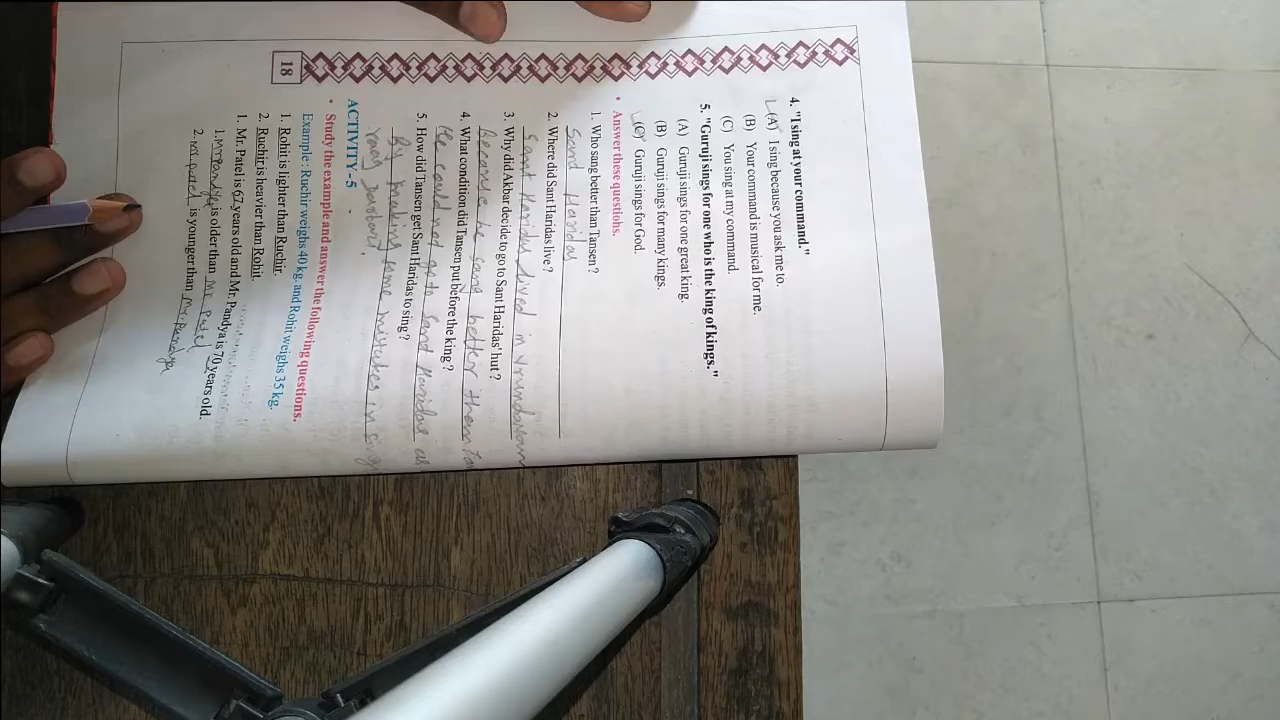 4. "I sing at your command."
(A) I sing because you ask me to.
(B) Your command is musical for me.
(C) You sing at my command.
5. "Guruji sings for one who is the king of kings."
(A) Guruji sings for one great king.
(B) Guruji sings for many kings.
(C) Guruji sings for God.
• Answer these questions.
1. Who sang better than Tansen?
Sant Haridas
2. Where did Sant Haridas live?
Sant Haridas lived in vrundavan
3. Why did Akbar decide to go to Sant Haridas' hut?
Because he sang better them
4. What condition did Tansen put before the king?
He could not go to Sand Haridas as
5. How did Tansen get Sant Haridas to sing?
By making some mistakes in
ACTIVITY-5
• Study the example and answer the following questions.
Example : Ruchir weighs 40 kg. and Rohit weighs 35 kg.
1. Rohit is lighter than Ruchir.
2. Ruchir is heavier than Rohit.
1. Mr. Patel is 67 years old and Mr. Pandya is 70 years old.
1. Mr.Pandya is older than Mr Patel
2. Mr patel is younger than Mr.Pandya
18